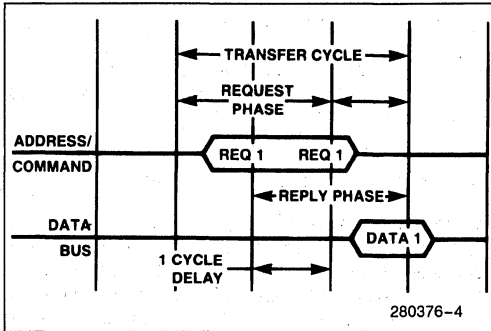 TRANSFER CYCLE
REQUEST
PHASE
ADDRESS/
COMMAND
REQ 1 REQ 1
REPLY PHASE
DATA
BUS
DATA 1
1 CYCLE
DELAY
280376-4